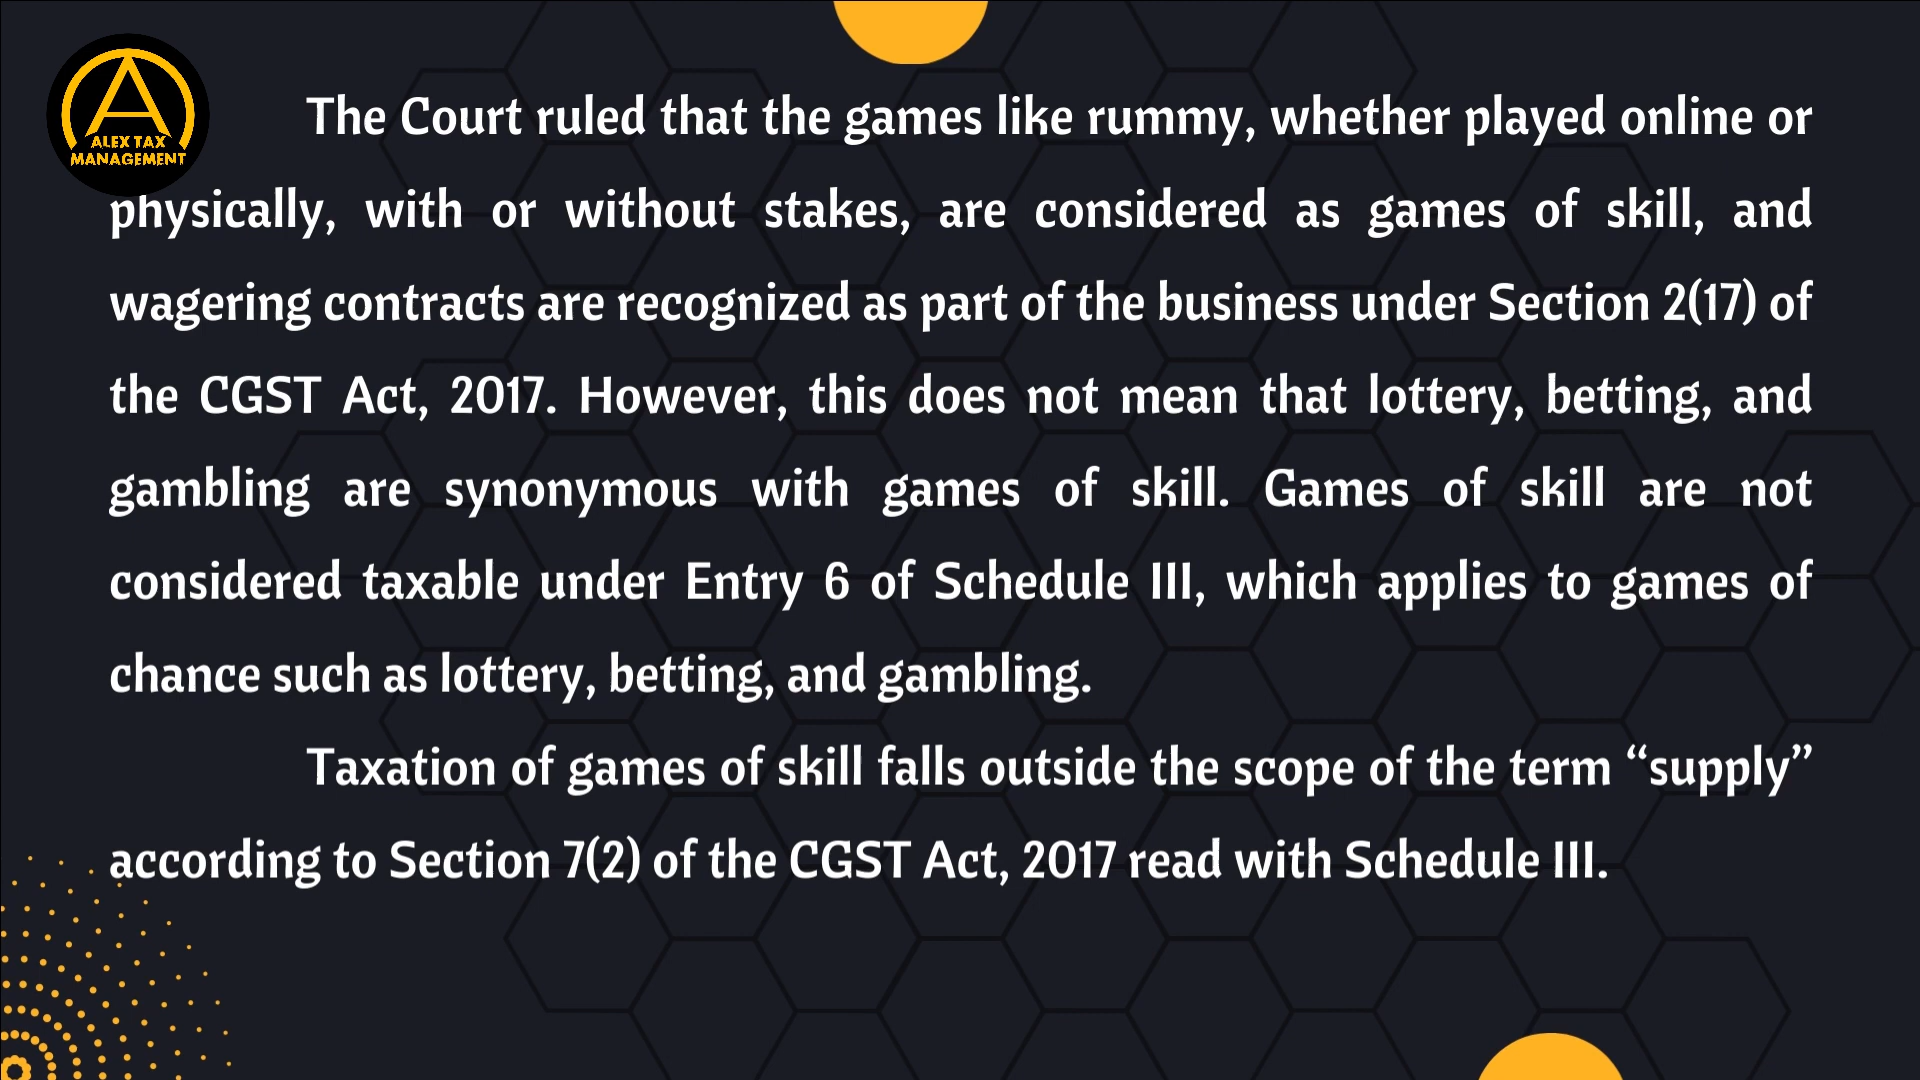 ALEX TAX
MANAGEMENT
The Court ruled that the games like rummy, whether played online or
physically, with or without stakes, are considered as games of skill, and
wagering contracts are recognized as part of the business under Section 2(17) of
the CGST Act, 2017. However, this does not mean that lottery, betting, and
gambling are synonymous with games of skill. Games of skill are not
considered taxable under Entry 6 of Schedule III, which applies to games of
chance such as lottery, betting, and gambling.
Taxation of games of skill falls outside the scope of the term “supply”
according to Section 7(2) of the CGST Act, 2017 read with Schedule III.